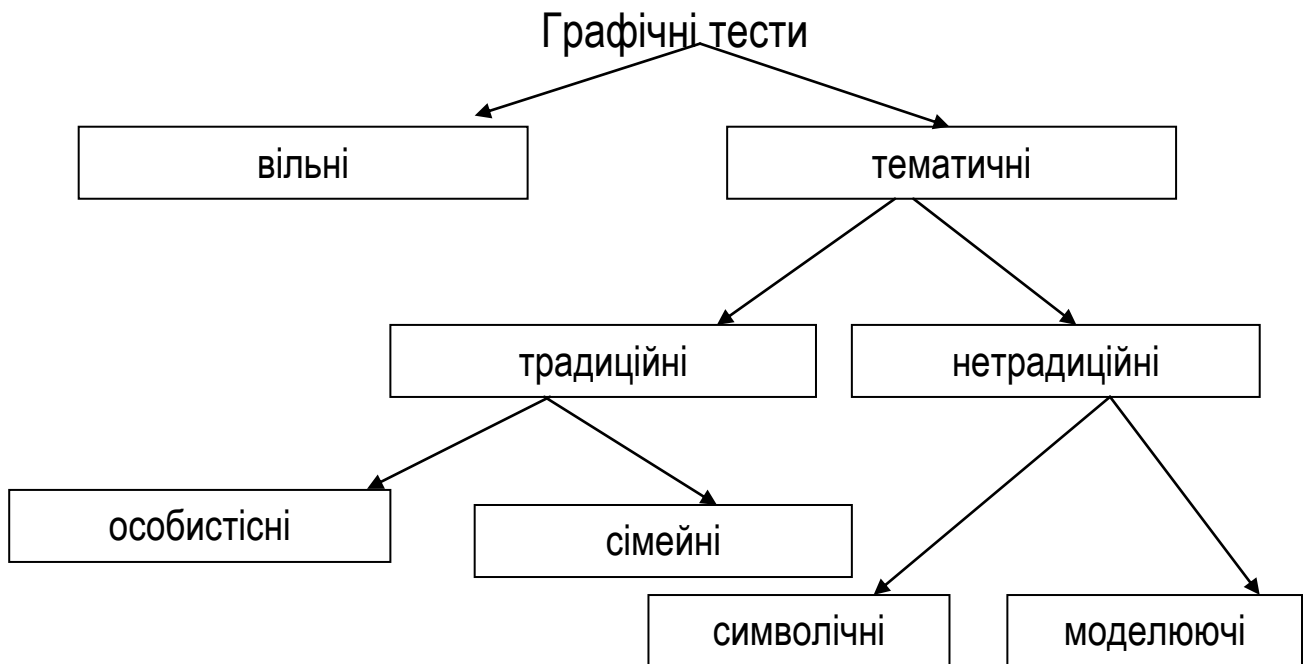 Графічні тести
вільні
тематичні
традиційні
нетрадиційні
особистісні
сімейні
символічні
моделюючі